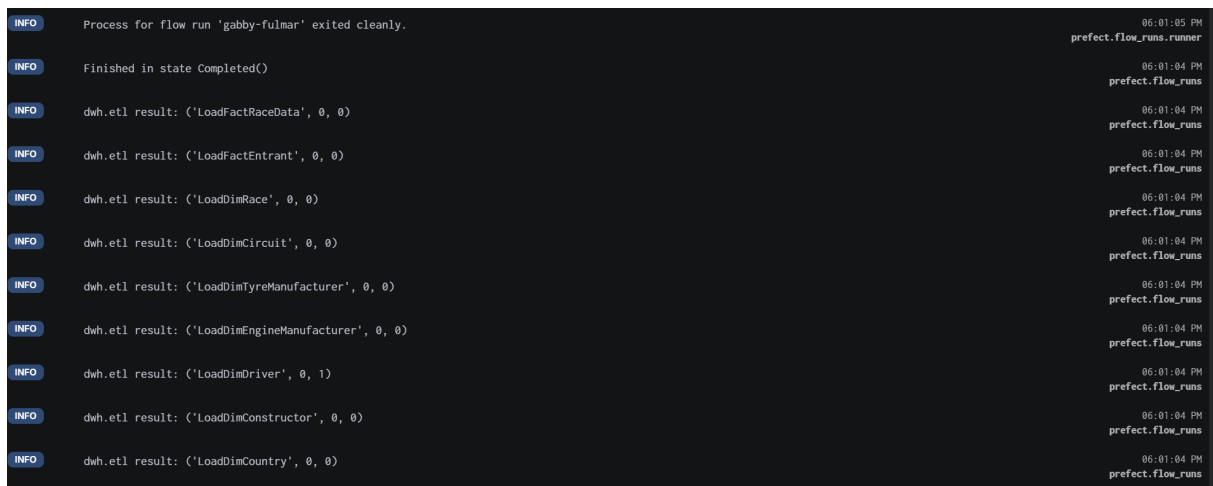 INFO Process for flow run 'gabby-fulmar' exited cleanly. 06:01:05 PM
prefect.flow_runs.runner
INFO Finished in state Completed() 06:01:04 PM
prefect.flow_runs
INFO dwh.etl result: ('LoadFactRaceData', 0, 0) 06:01:04 PM
prefect.flow_runs
INFO dwh.etl result: ('LoadFactEntrant', 0, 0) 06:01:04 PM
prefect.flow_runs
INFO dwh.etl result: ('LoadDimRace', 0, 0) 06:01:04 PM
prefect.flow_runs
INFO dwh.etl result: ('LoadDimCircuit', 0, 0) 06:01:04 PM
prefect.flow_runs
INFO dwh.etl result: ('LoadDimTyreManufacturer', 0, 0) 06:01:04 PM
prefect.flow_runs
INFO dwh.etl result: ('LoadDimEngineManufacturer', 0, 0) 06:01:04 PM
prefect.flow_runs
INFO dwh.etl result: ('LoadDimDriver', 0, 1) 06:01:04 PM
prefect.flow_runs
INFO dwh.etl result: ('LoadDimConstructor', 0, 0) 06:01:04 PM
prefect.flow_runs
INFO dwh.etl result: ('LoadDimCountry', 0, 0) 06:01:04 PM
prefect.flow_runs